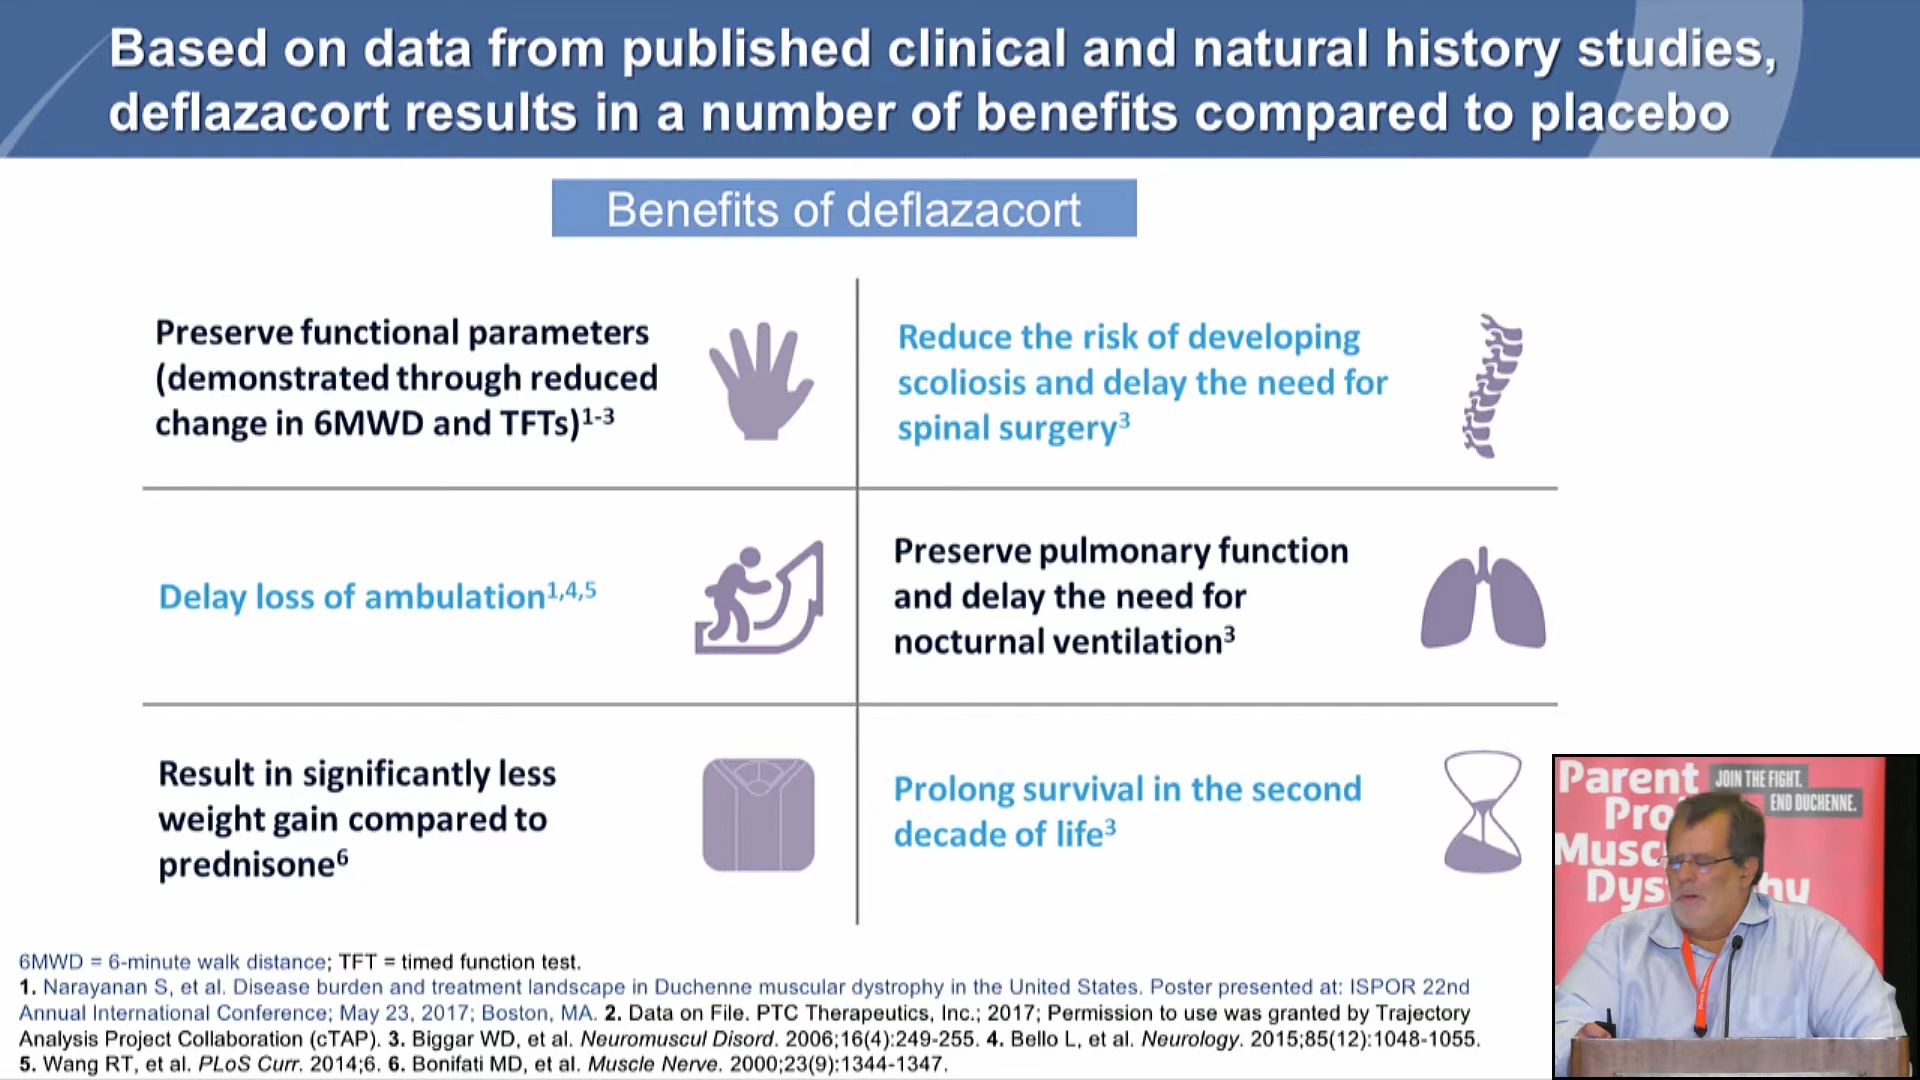 Based on data from published clinical and natural history studies,
deflazacort results in a number of benefits compared to placebo
Benefits of deflazacort
Preserve functional parameters
(demonstrated through reduced
change in 6MWD and TFTs)1-3
Reduce the risk of developing
scoliosis and delay the need for
spinal surgery3
Delay loss of ambulation1,4,5
Preserve pulmonary function
and delay the need for
nocturnal ventilation3
Result in significantly less
weight gain compared to
prednisone6
Prolong survival in the second
decade of life3
6MWD = 6-minute walk distance; TFT = timed function test.
1. Narayanan S, et al. Disease burden and treatment landscape in Duchenne muscular dystrophy in the United States. Poster presented at: ISPOR 22nd
Annual International Conference; May 23, 2017; Boston, MA. 2. Data on File. PTC Therapeutics, Inc.; 2017; Permission to use was granted by Trajectory
Analysis Project Collaboration (cTAP). 3. Biggar WD, et al. Neuromuscul Disord. 2006;16(4):249-255. 4. Bello L, et al. Neurology. 2015;85(12):1048-1055.
5. Wang RT, et al. PLoS Curr. 2014;6. 6. Bonifati MD, et al. Muscle Nerve. 2000;23(9):1344-1347.
Parent
JOIN THE FIGHT.
END DUCHENNE.